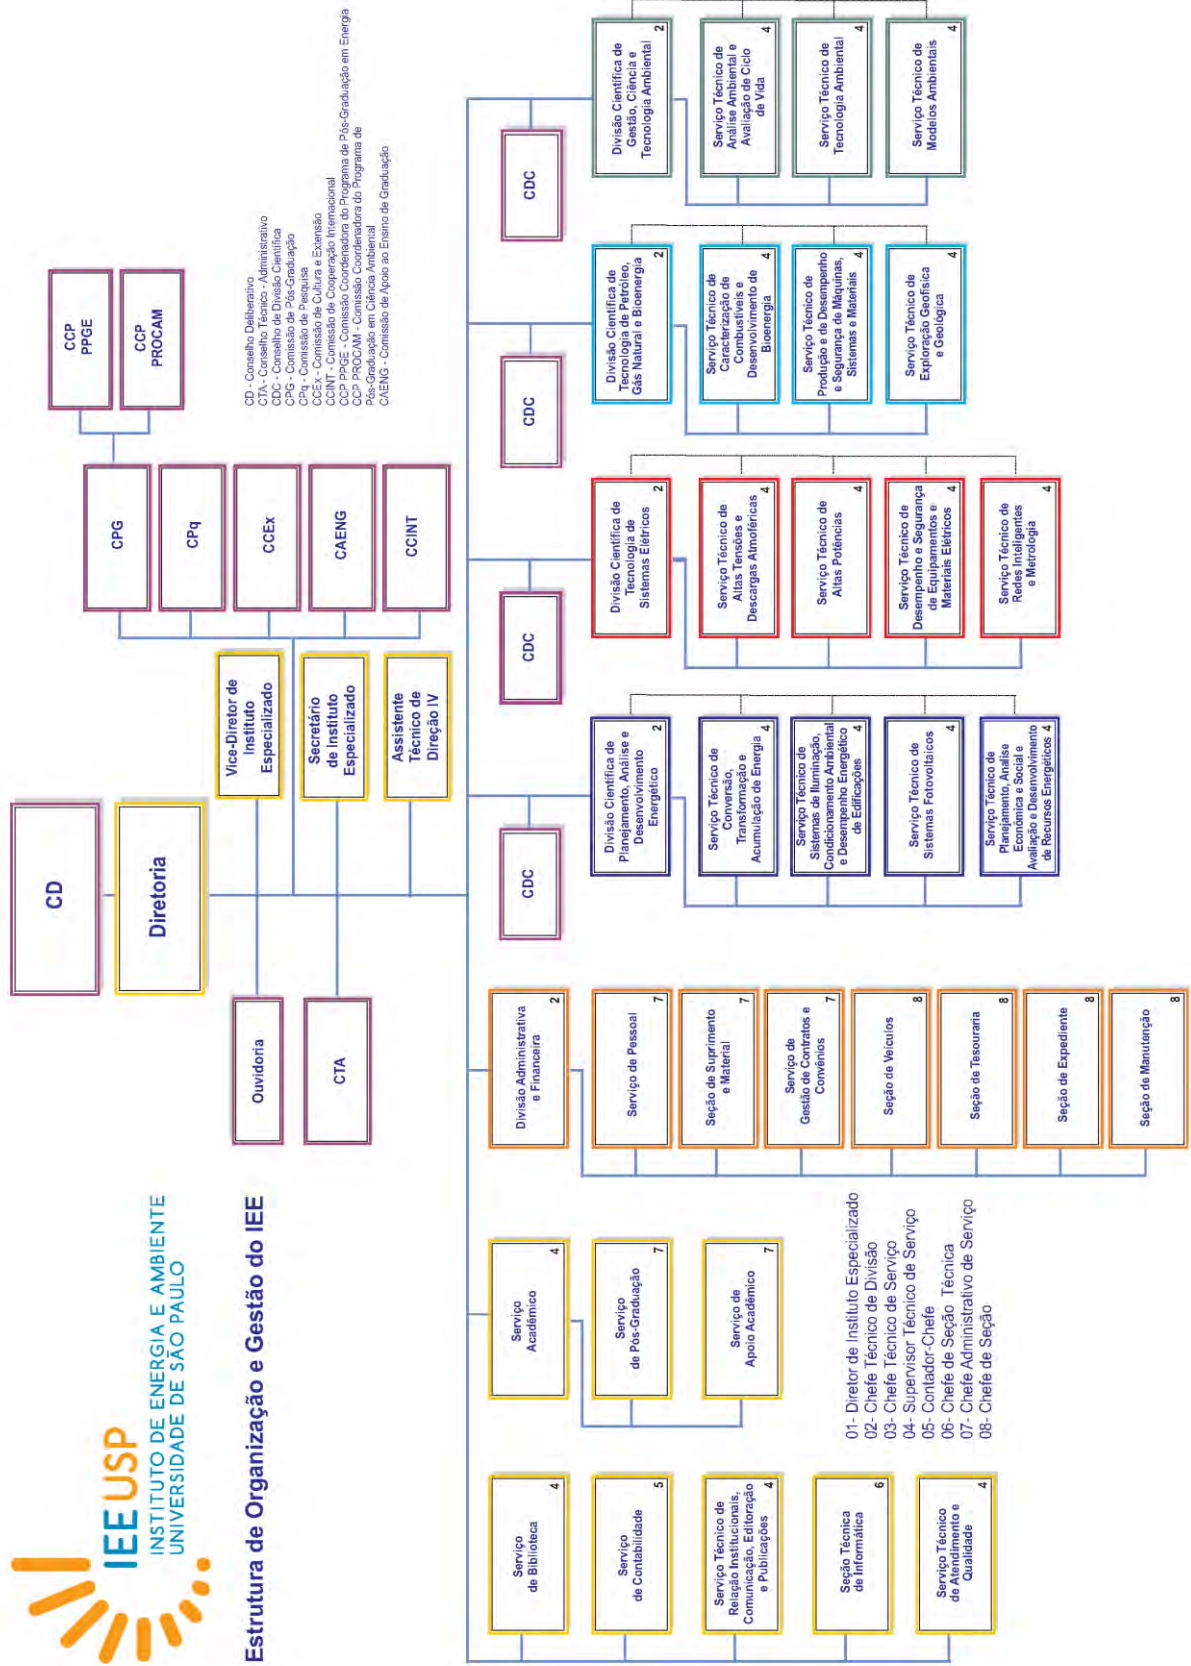 IEE USP
INSTITUTO DE ENERGIA E AMBIENTE
UNIVERSIDADE DE SÃO PAULO
Estrutura de Organização e Gestão do IEE
CD
Diretoria
Ouvidoria
CTA
Vice-Diretor de
Instituto
Especializado
Secretário
de Instituto
Especializado
Assistente
Técnico de
Direção IV
CPG
CPq
CCEx
CAENG
CCINT
CCP
PPGE
CCP
PROCAM
CD - Conselho Deliberativo
CTA - Conselho Técnico - Administrativo
CDC - Conselho de Divisão Científica
CPG - Comissão de Pós-Graduação
CPq - Comissão de Pesquisa
CCEx - Comissão de Cultura e Extensão
CCINT - Comissão de Cooperação Internacional
CCP PPGE - Comissão Coordenadora do Programa de Pós-Graduação em Energia
CCP PROCAM - Comissão Coordenadora do Programa de
Pós-Graduação em Ciência Ambiental
CAENG - Comissão de Apoio ao Ensino de Graduação
Serviço
de Biblioteca
4
Serviço
de Contabilidade
5
Serviço Técnico de
Relação Institucionais,
Comunicação, Editoração
e Publicações
4
Seção Técnica
de Informática
6
Serviço Técnico
de Atendimento e
Qualidade
4
Serviço
Acadêmico
4
Serviço
de Pós-Graduação
7
Serviço de
Apoio Acadêmico
7
01- Diretor de Instituto Especializado
02- Chefe Técnico de Divisão
03- Chefe Técnico de Serviço
04- Supervisor Técnico de Serviço
05- Contador-Chefe
06- Chefe de Seção Técnica
07- Chefe Administrativo de Serviço
08- Chefe de Seção
Divisão Administrativa
e Financeira
2
Serviço de Pessoal
7
Seção de Suprimento
e Material
7
Serviço de
Gestão de Contratos e
Convênios
7
Seção de Veículos
8
Seção de Tesouraria
8
Seção de Expediente
8
Seção de Manutenção
8
CDC
Divisão Científica de
Planejamento, Análise e
Desenvolvimento
Energético
2
Serviço Técnico de
Conversão,
Transformação e
Acumulação de Energia
4
Serviço Técnico de
Sistemas de Iluminação,
Condicionamento Ambiental
e Desempenho Energético
de Edificações
4
Serviço Técnico de
Sistemas Fotovoltaicos
4
Serviço Técnico de
Planejamento, Analise
Econômica e Social e
Avaliação e Desenvolvimento
de Recursos Energéticos
4
CDC
Divisão Científica de
Tecnologia de
Sistemas Elétricos
2
Serviço Técnico de
Altas Tensões e
Descargas Atmoféricas
4
Serviço Técnico de
Altas Potências
4
Serviço Técnico de
Desempenho e Segurança
de Equipamentos e
Materiais Elétricos
4
Serviço Técnico de
Redes Inteligentes
e Metrologia
4
CDC
Divisão Científica de
Tecnologia de Petróleo,
Gás Natural e Bioenergia
2
Serviço Técnico de
Caracterização de
Combustíveis e
Desenvolvimento de
Bioenergia
4
Serviço Técnico de
Produção e de Desempenho
e Segurança de Máquinas,
Sistemas e Materiais
4
Serviço Técnico de
Exploração Geofísica
e Geológica
4
CDC
Divisão Científica de
Gestão, Ciência e
Tecnologia Ambiental
2
Serviço Técnico de
Análise Ambiental e
Avaliação de Ciclo
de Vida
4
Serviço Técnico de
Tecnologia Ambiental
4
Serviço Técnico de
Modelos Ambientais
4